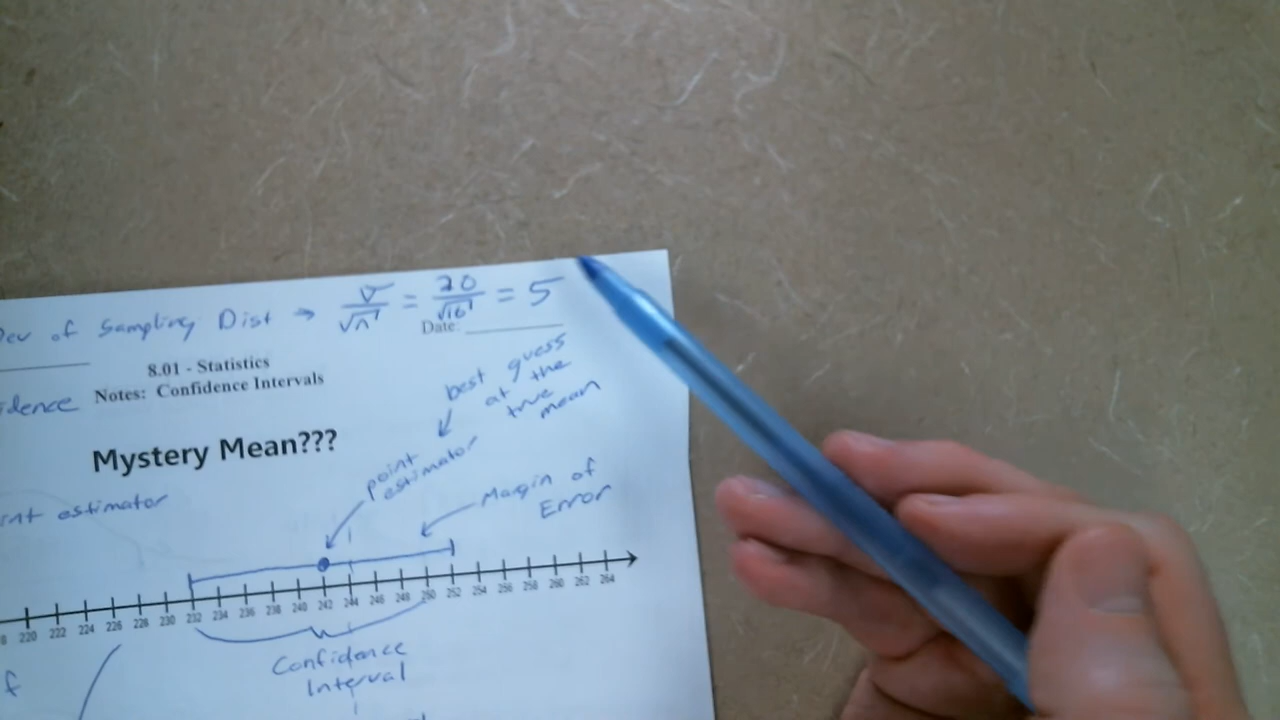 Dev of Sampling Dist → σ/√n = 20/√16 = 5
Date:
8.01 - Statistics
Notes: Confidence Intervals
Mystery Mean???
best guess
at the
true
mean
point
estimator
Margin of
Error
estimator
220 222 224 226 228 230 232 234 236 238 240 242 244 246 248 250 252 254 256 258 260 262 264
Confidence
Interval
f